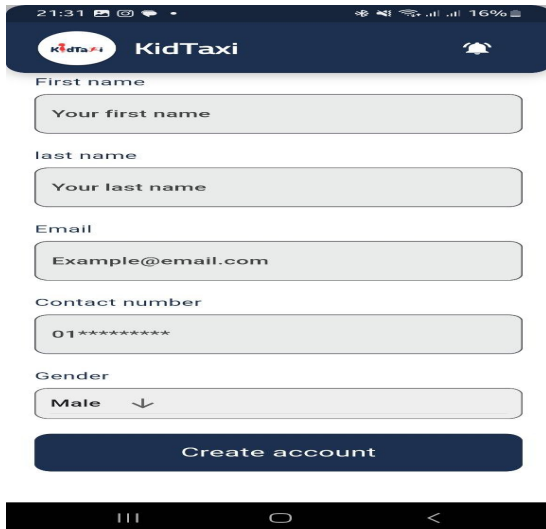 21:31 16%
KidTaxi KidTaxi
First name
Your first name
last name
Your last name
Email
Example@email.com
Contact number
01*********
Gender
Male
Create account